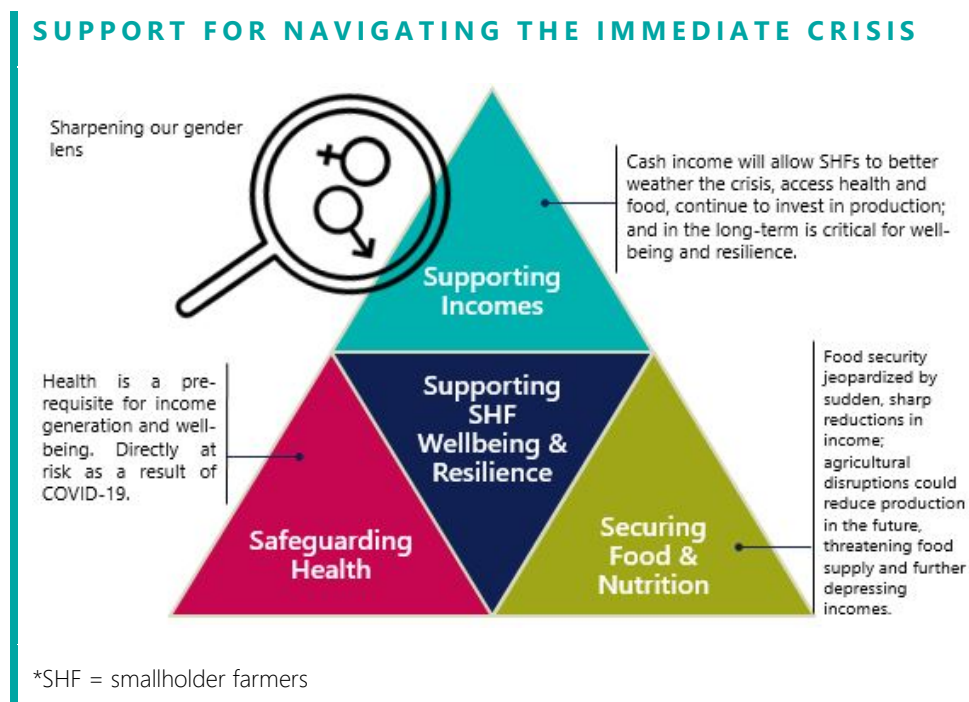 SUPPORT FOR NAVIGATING THE IMMEDIATE CRISIS
Sharpening our gender
lens
Cash income will allow SHFs to better
weather the crisis, access health and
food, continue to invest in production;
and in the long-term is critical for well-
being and resilience.
Supporting
Incomes
Health is a pre-
requisite for income
generation and well-
being. Directly at
risk as a result of
COVID-19.
Supporting
SHF
Wellbeing &
Resilience
Food security
jeopardized by
sudden, sharp
reductions in
income;
agricultural
disruptions could
reduce production
in the future,
threatening food
supply and further
depressing
incomes.
Safeguarding
Health
Securing
Food &
Nutrition
*SHF = smallholder farmers